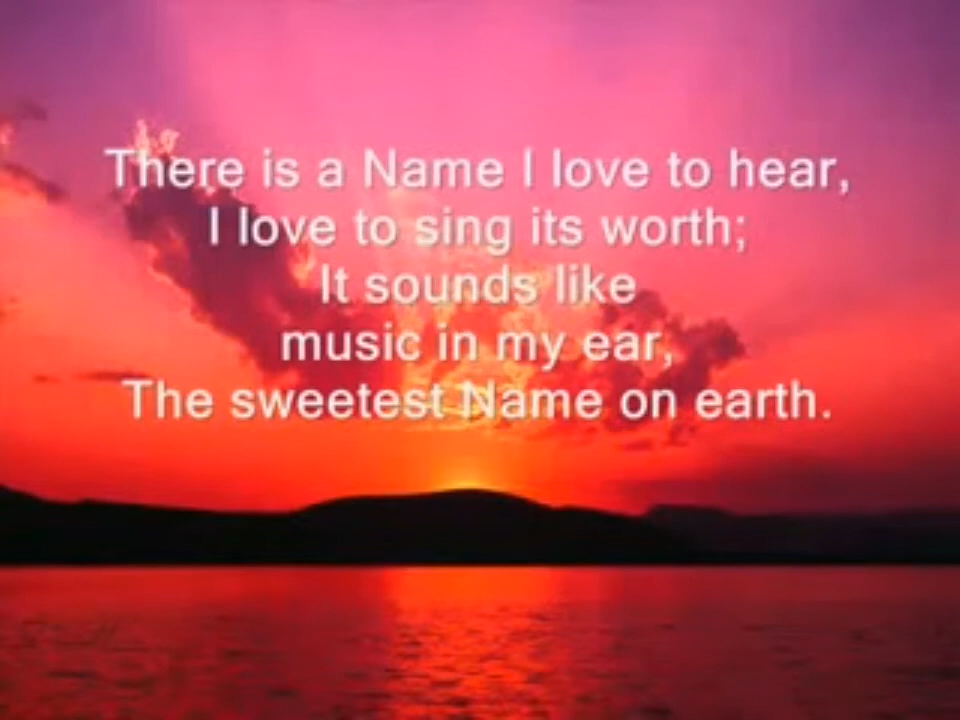 There is a Name I love to hear,
I love to sing its worth;
It sounds like
music in my ear,
The sweetest Name on earth.